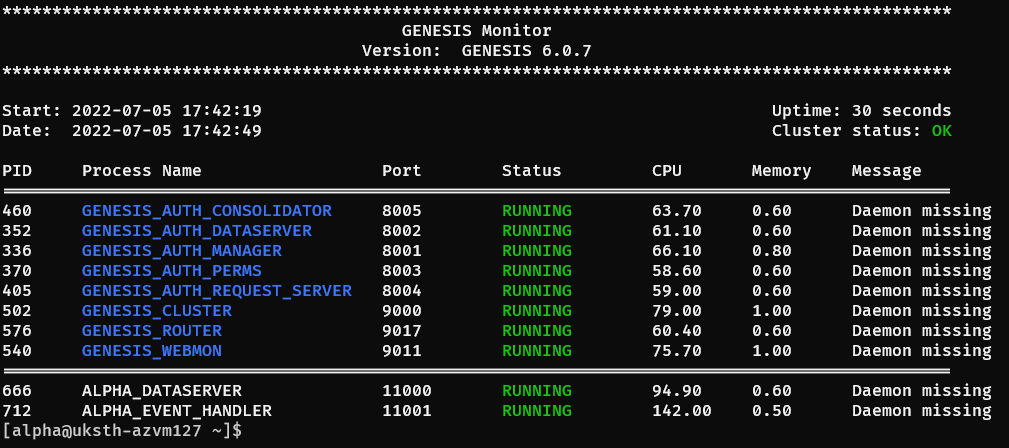 ***********************************************************************************************
GENESIS Monitor
Version: GENESIS 6.0.7
***********************************************************************************************
Start: 2022-07-05 17:42:19 Uptime: 30 seconds
Date: 2022-07-05 17:42:49 Cluster status: OK
PID Process Name Port Status CPU Memory Message
460 GENESIS_AUTH_CONSOLIDATOR 8005 RUNNING 63.70 0.60 Daemon missing
352 GENESIS_AUTH_DATASERVER 8002 RUNNING 61.10 0.60 Daemon missing
336 GENESIS_AUTH_MANAGER 8001 RUNNING 66.10 0.80 Daemon missing
370 GENESIS_AUTH_PERMS 8003 RUNNING 58.60 0.60 Daemon missing
405 GENESIS_AUTH_REQUEST_SERVER 8004 RUNNING 59.00 0.60 Daemon missing
502 GENESIS_CLUSTER 9000 RUNNING 79.00 1.00 Daemon missing
576 GENESIS_ROUTER 9017 RUNNING 60.40 0.60 Daemon missing
540 GENESIS_WEBMON 9011 RUNNING 75.70 1.00 Daemon missing
666 ALPHA_DATASERVER 11000 RUNNING 94.90 0.60 Daemon missing
712 ALPHA_EVENT_HANDLER 11001 RUNNING 142.00 0.50 Daemon missing
[alpha@uksth-azvm127 ~]$